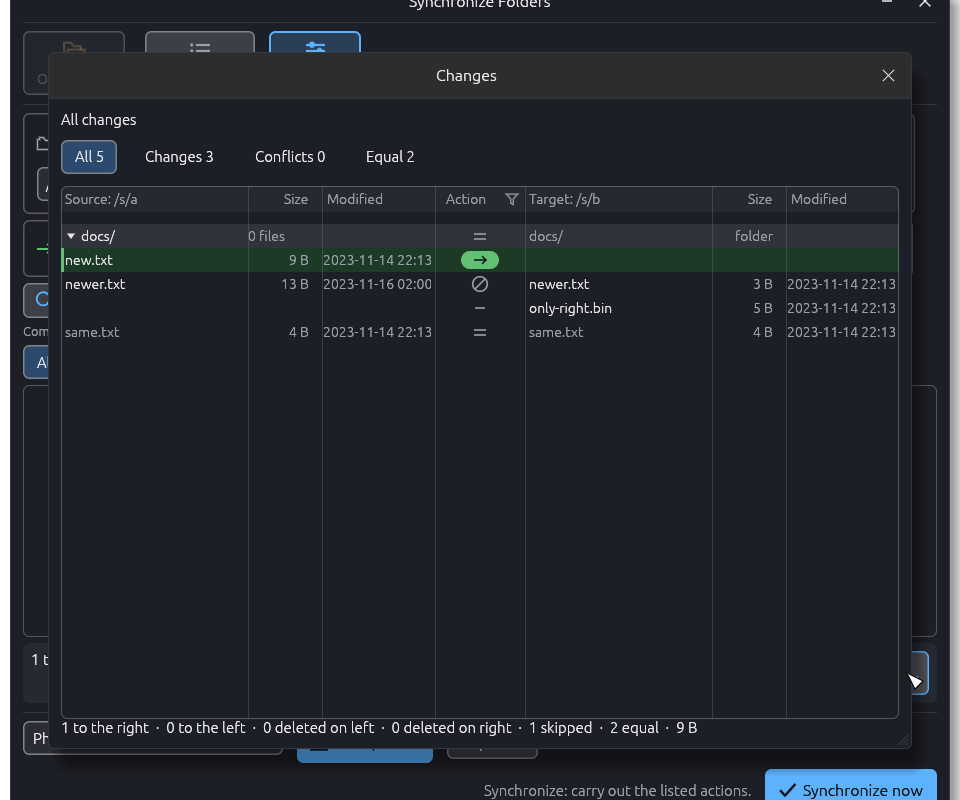 Synchronize Folders
Changes
All changes
All 5 Changes 3 Conflicts 0 Equal 2
Source: /s/a Size Modified Action Target: /s/b Size Modified
docs/ 0 files = docs/ folder
new.txt 9 B 2023-11-14 22:13 →
newer.txt 13 B 2023-11-16 02:00 newer.txt 3 B 2023-11-14 22:13
– only-right.bin 5 B 2023-11-14 22:13
same.txt 4 B 2023-11-14 22:13 = same.txt 4 B 2023-11-14 22:13
1 to the right · 0 to the left · 0 deleted on left · 0 deleted on right · 1 skipped · 2 equal · 9 B
Synchronize: carry out the listed actions. Synchronize now